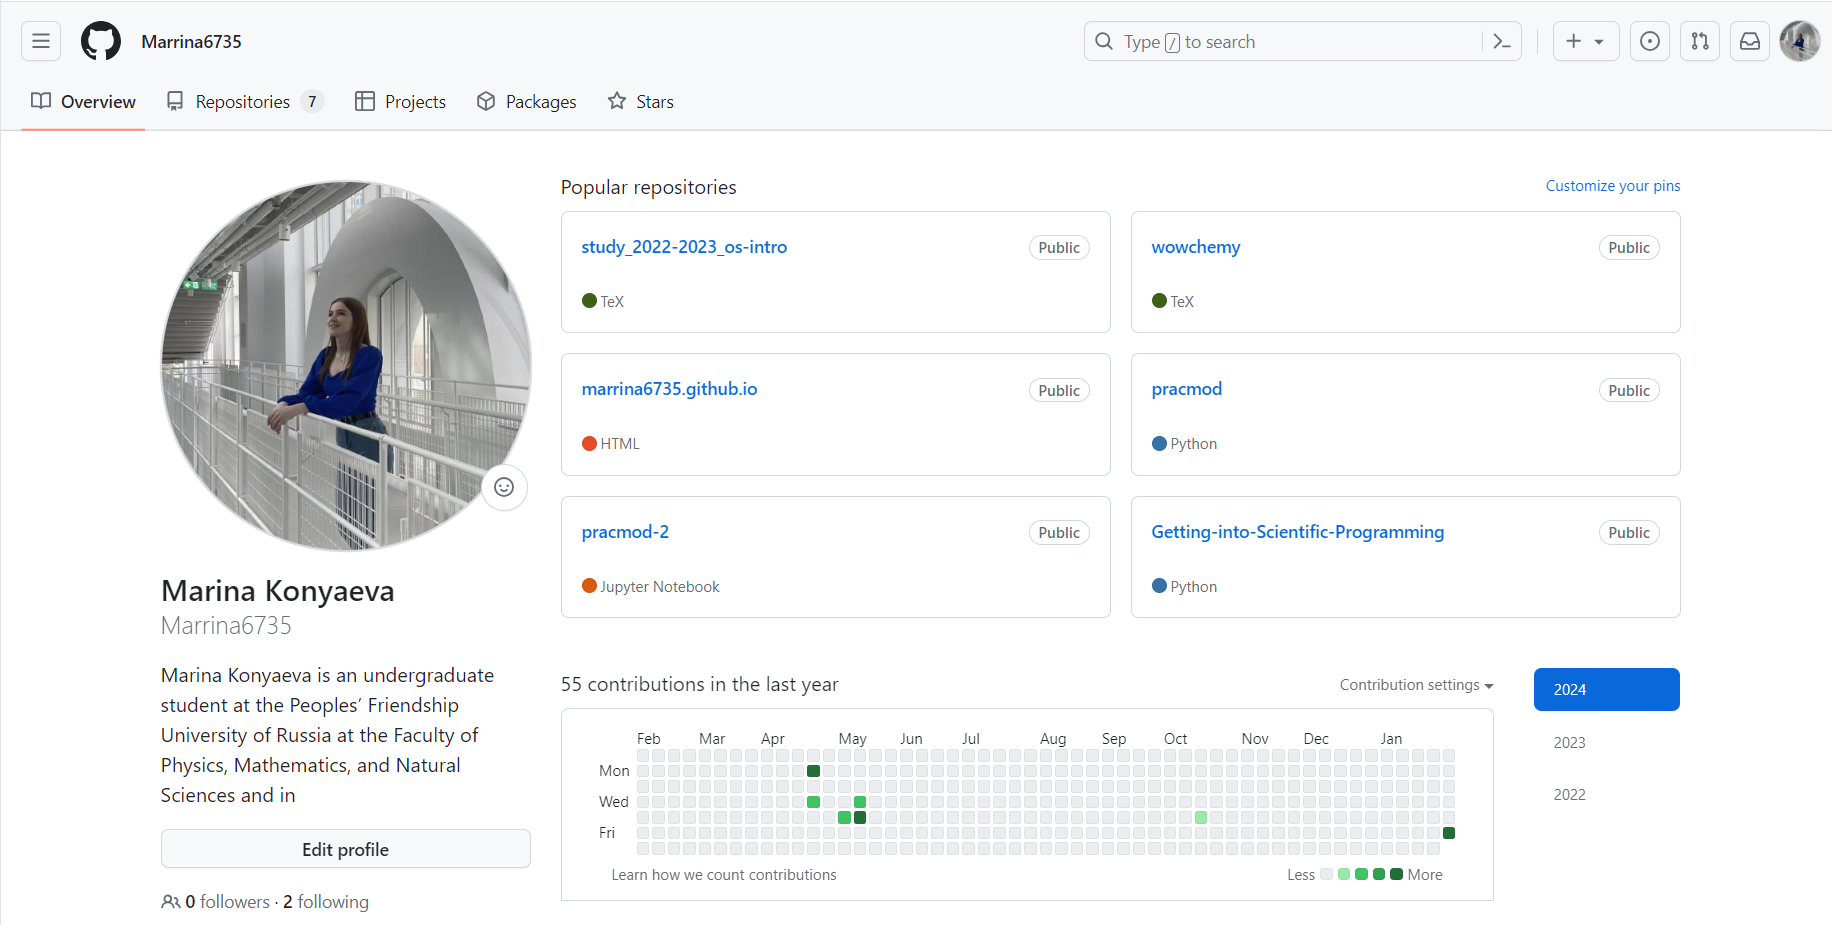 Marrina6735
Type / to search
Overview
Repositories 7
Projects
Packages
Stars
Marina Konyaeva
Marrina6735
Marina Konyaeva is an undergraduate
student at the Peoples’ Friendship
University of Russia at the Faculty of
Physics, Mathematics, and Natural
Sciences and in
Edit profile
0 followers · 2 following
Popular repositories
Customize your pins
study_2022-2023_os-intro
Public
TeX
wowchemy
Public
TeX
marrina6735.github.io
Public
HTML
pracmod
Public
Python
pracmod-2
Public
Jupyter Notebook
Getting-into-Scientific-Programming
Public
Python
55 contributions in the last year
Contribution settings
Feb Mar Apr May Jun Jul Aug Sep Oct Nov Dec Jan
Mon
Wed
Fri
Learn how we count contributions
Less
More
2024
2023
2022